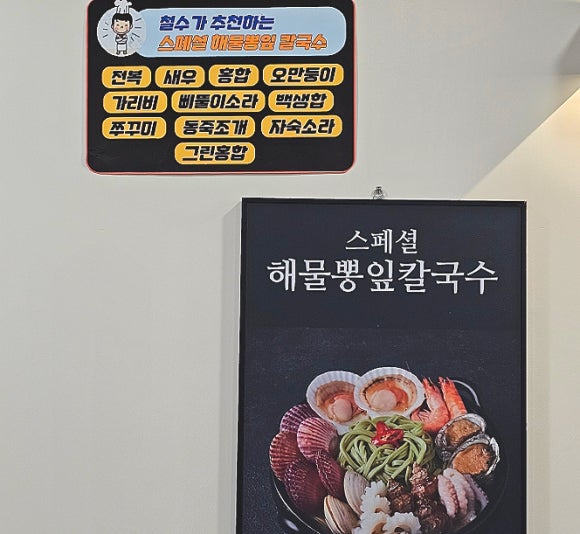 철수가 추천하는
스페셜 해물뽕잎 칼국수
전복 새우 홍합 오만둥이
가리비 삐뚤이소라 백생합
쭈꾸미 동죽조개 자숙소라
그린홍합
스페셜
해물뽕잎칼국수